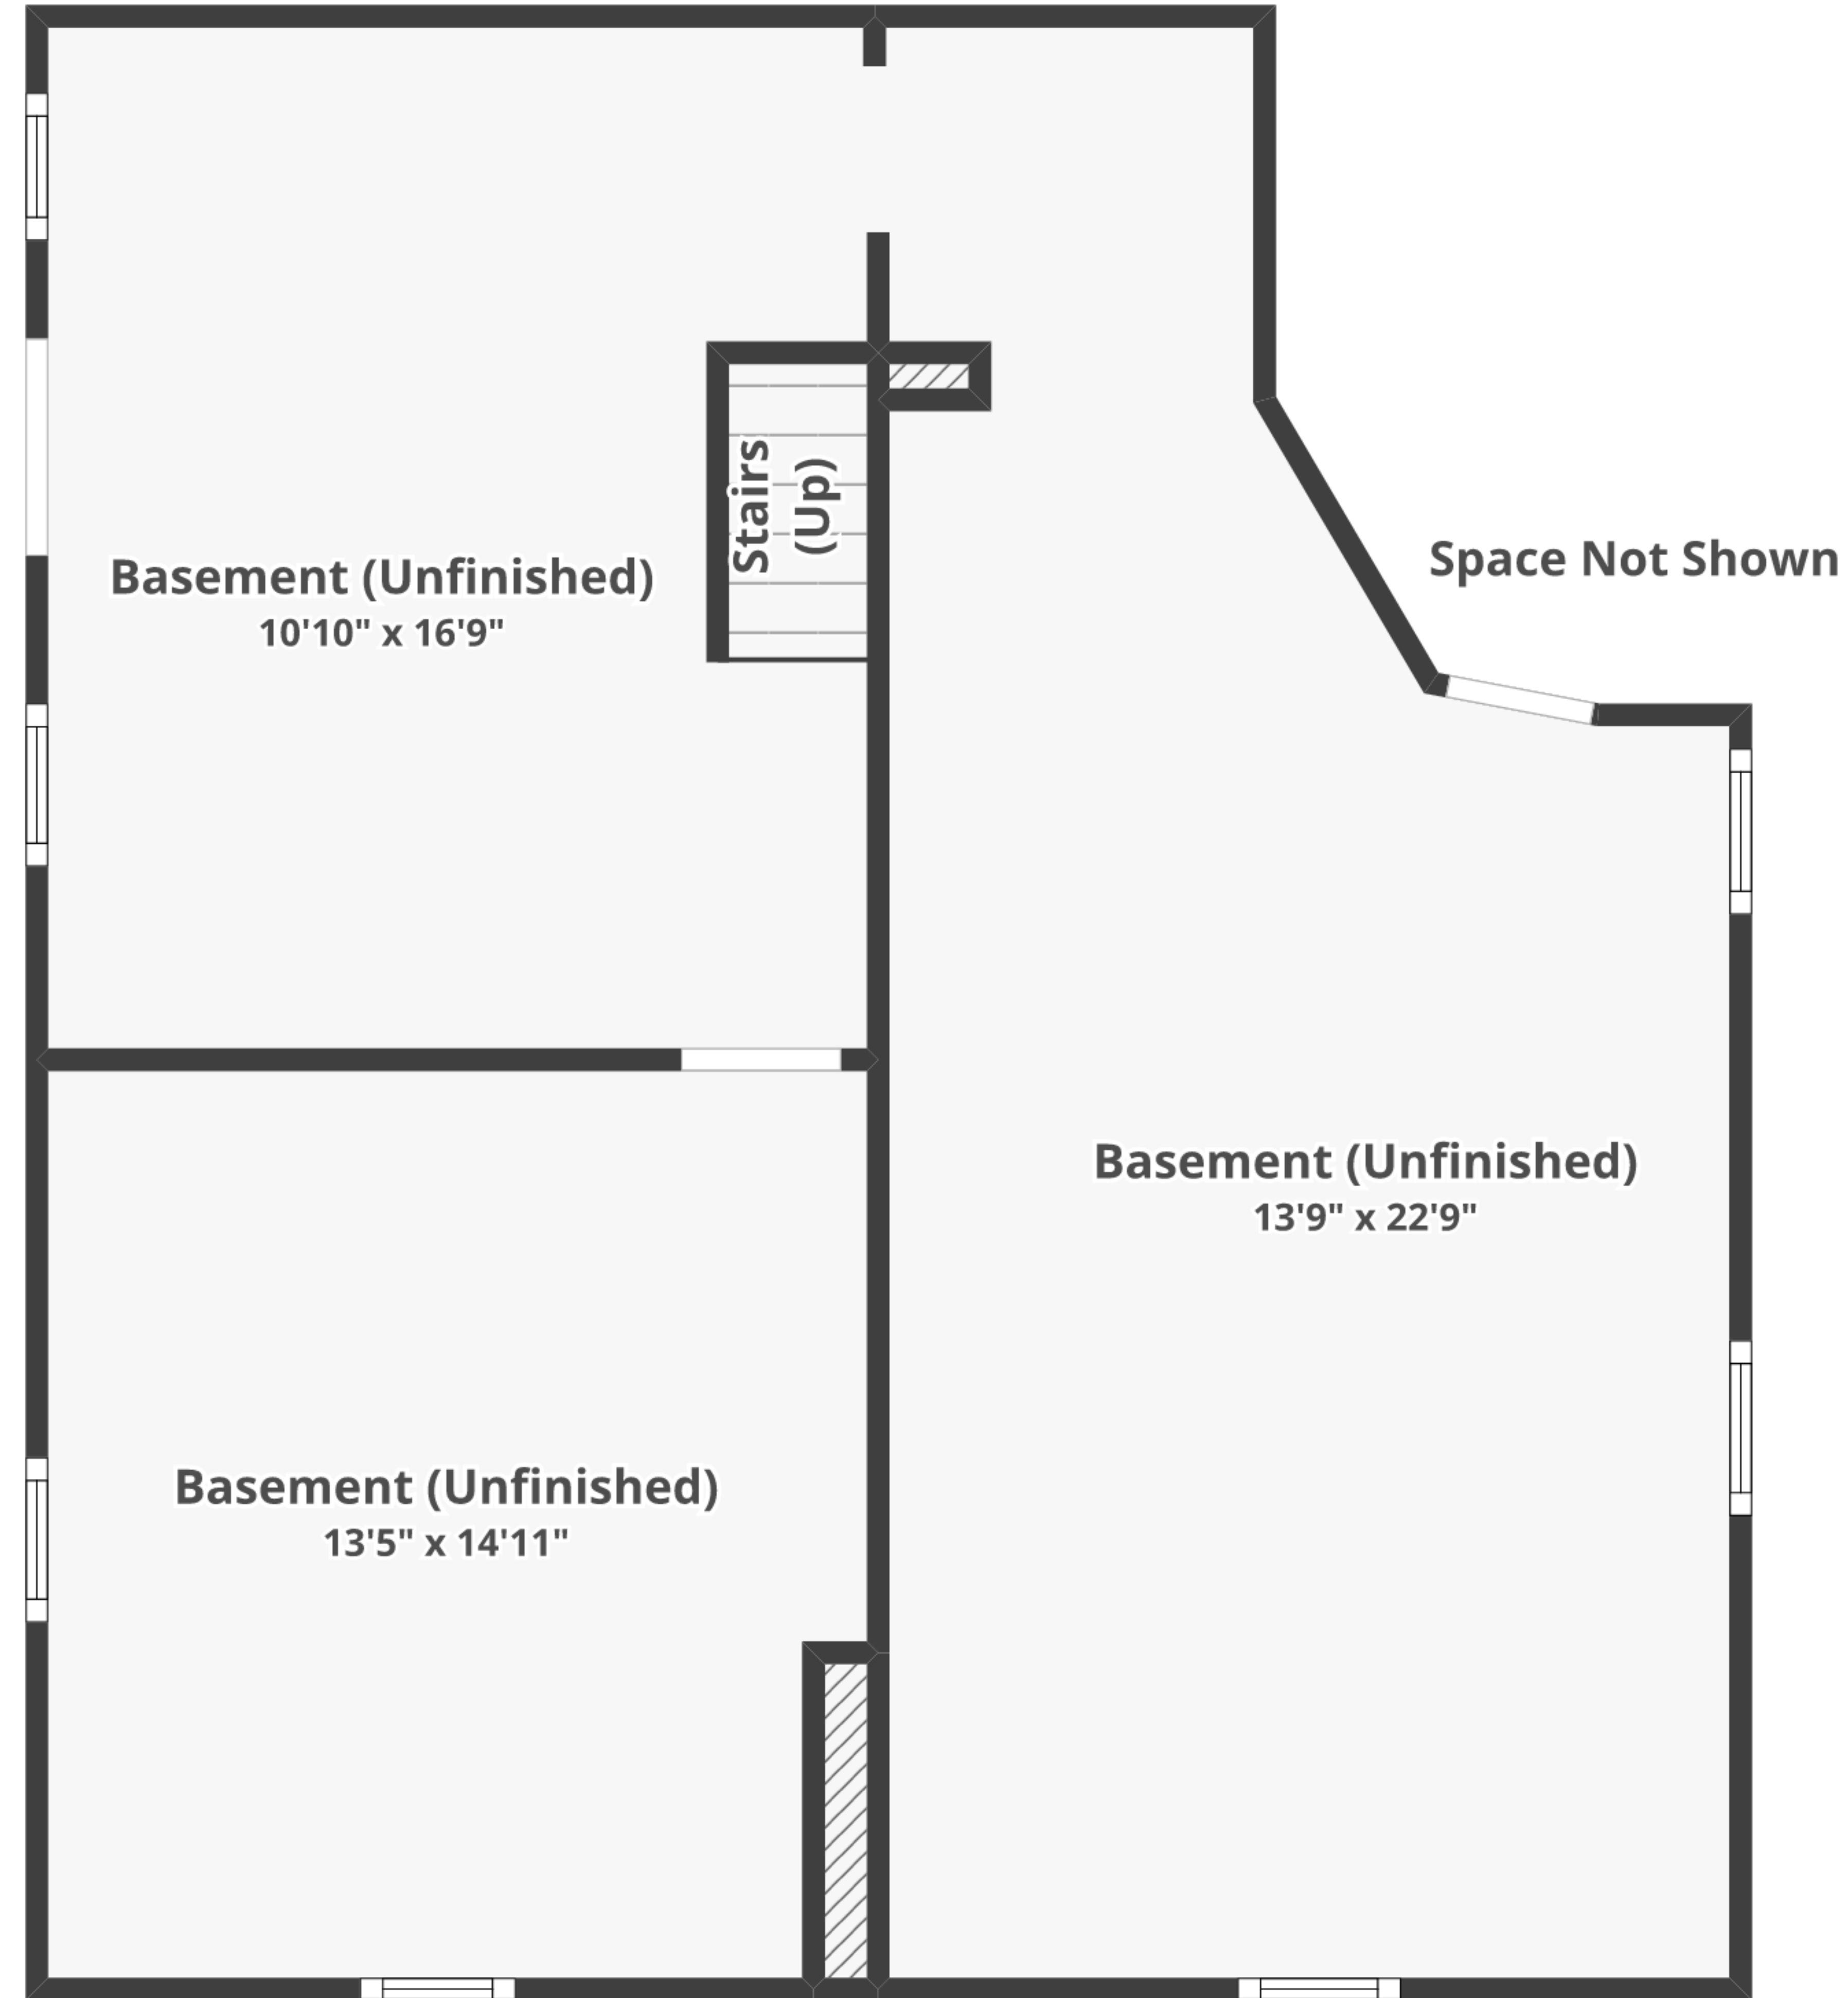 Stairs
(Up)
Space Not Shown
Basement (Unfinished)
10'10" x 16'9"
Basement (Unfinished)
13'9" x 22'9"
Basement (Unfinished)
13'5" x 14'11"